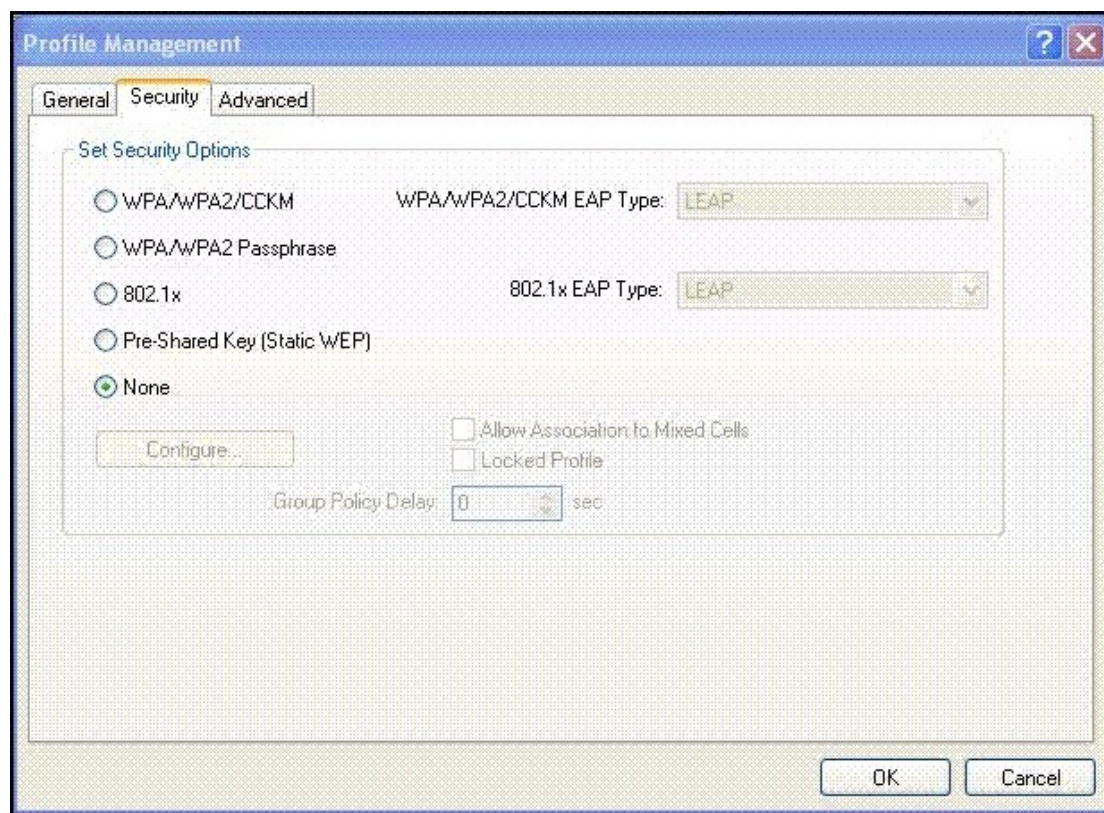 Profile Management
General Security Advanced
Set Security Options
WPA/WPA2/CCKM WPA/WPA2/CCKM EAP Type: LEAP
WPA/WPA2 Passphrase
802.1x 802.1x EAP Type: LEAP
Pre-Shared Key (Static WEP)
None
Configure... Allow Association to Mixed Cells
Locked Profile
Group Policy Delay: 0 sec
OK Cancel